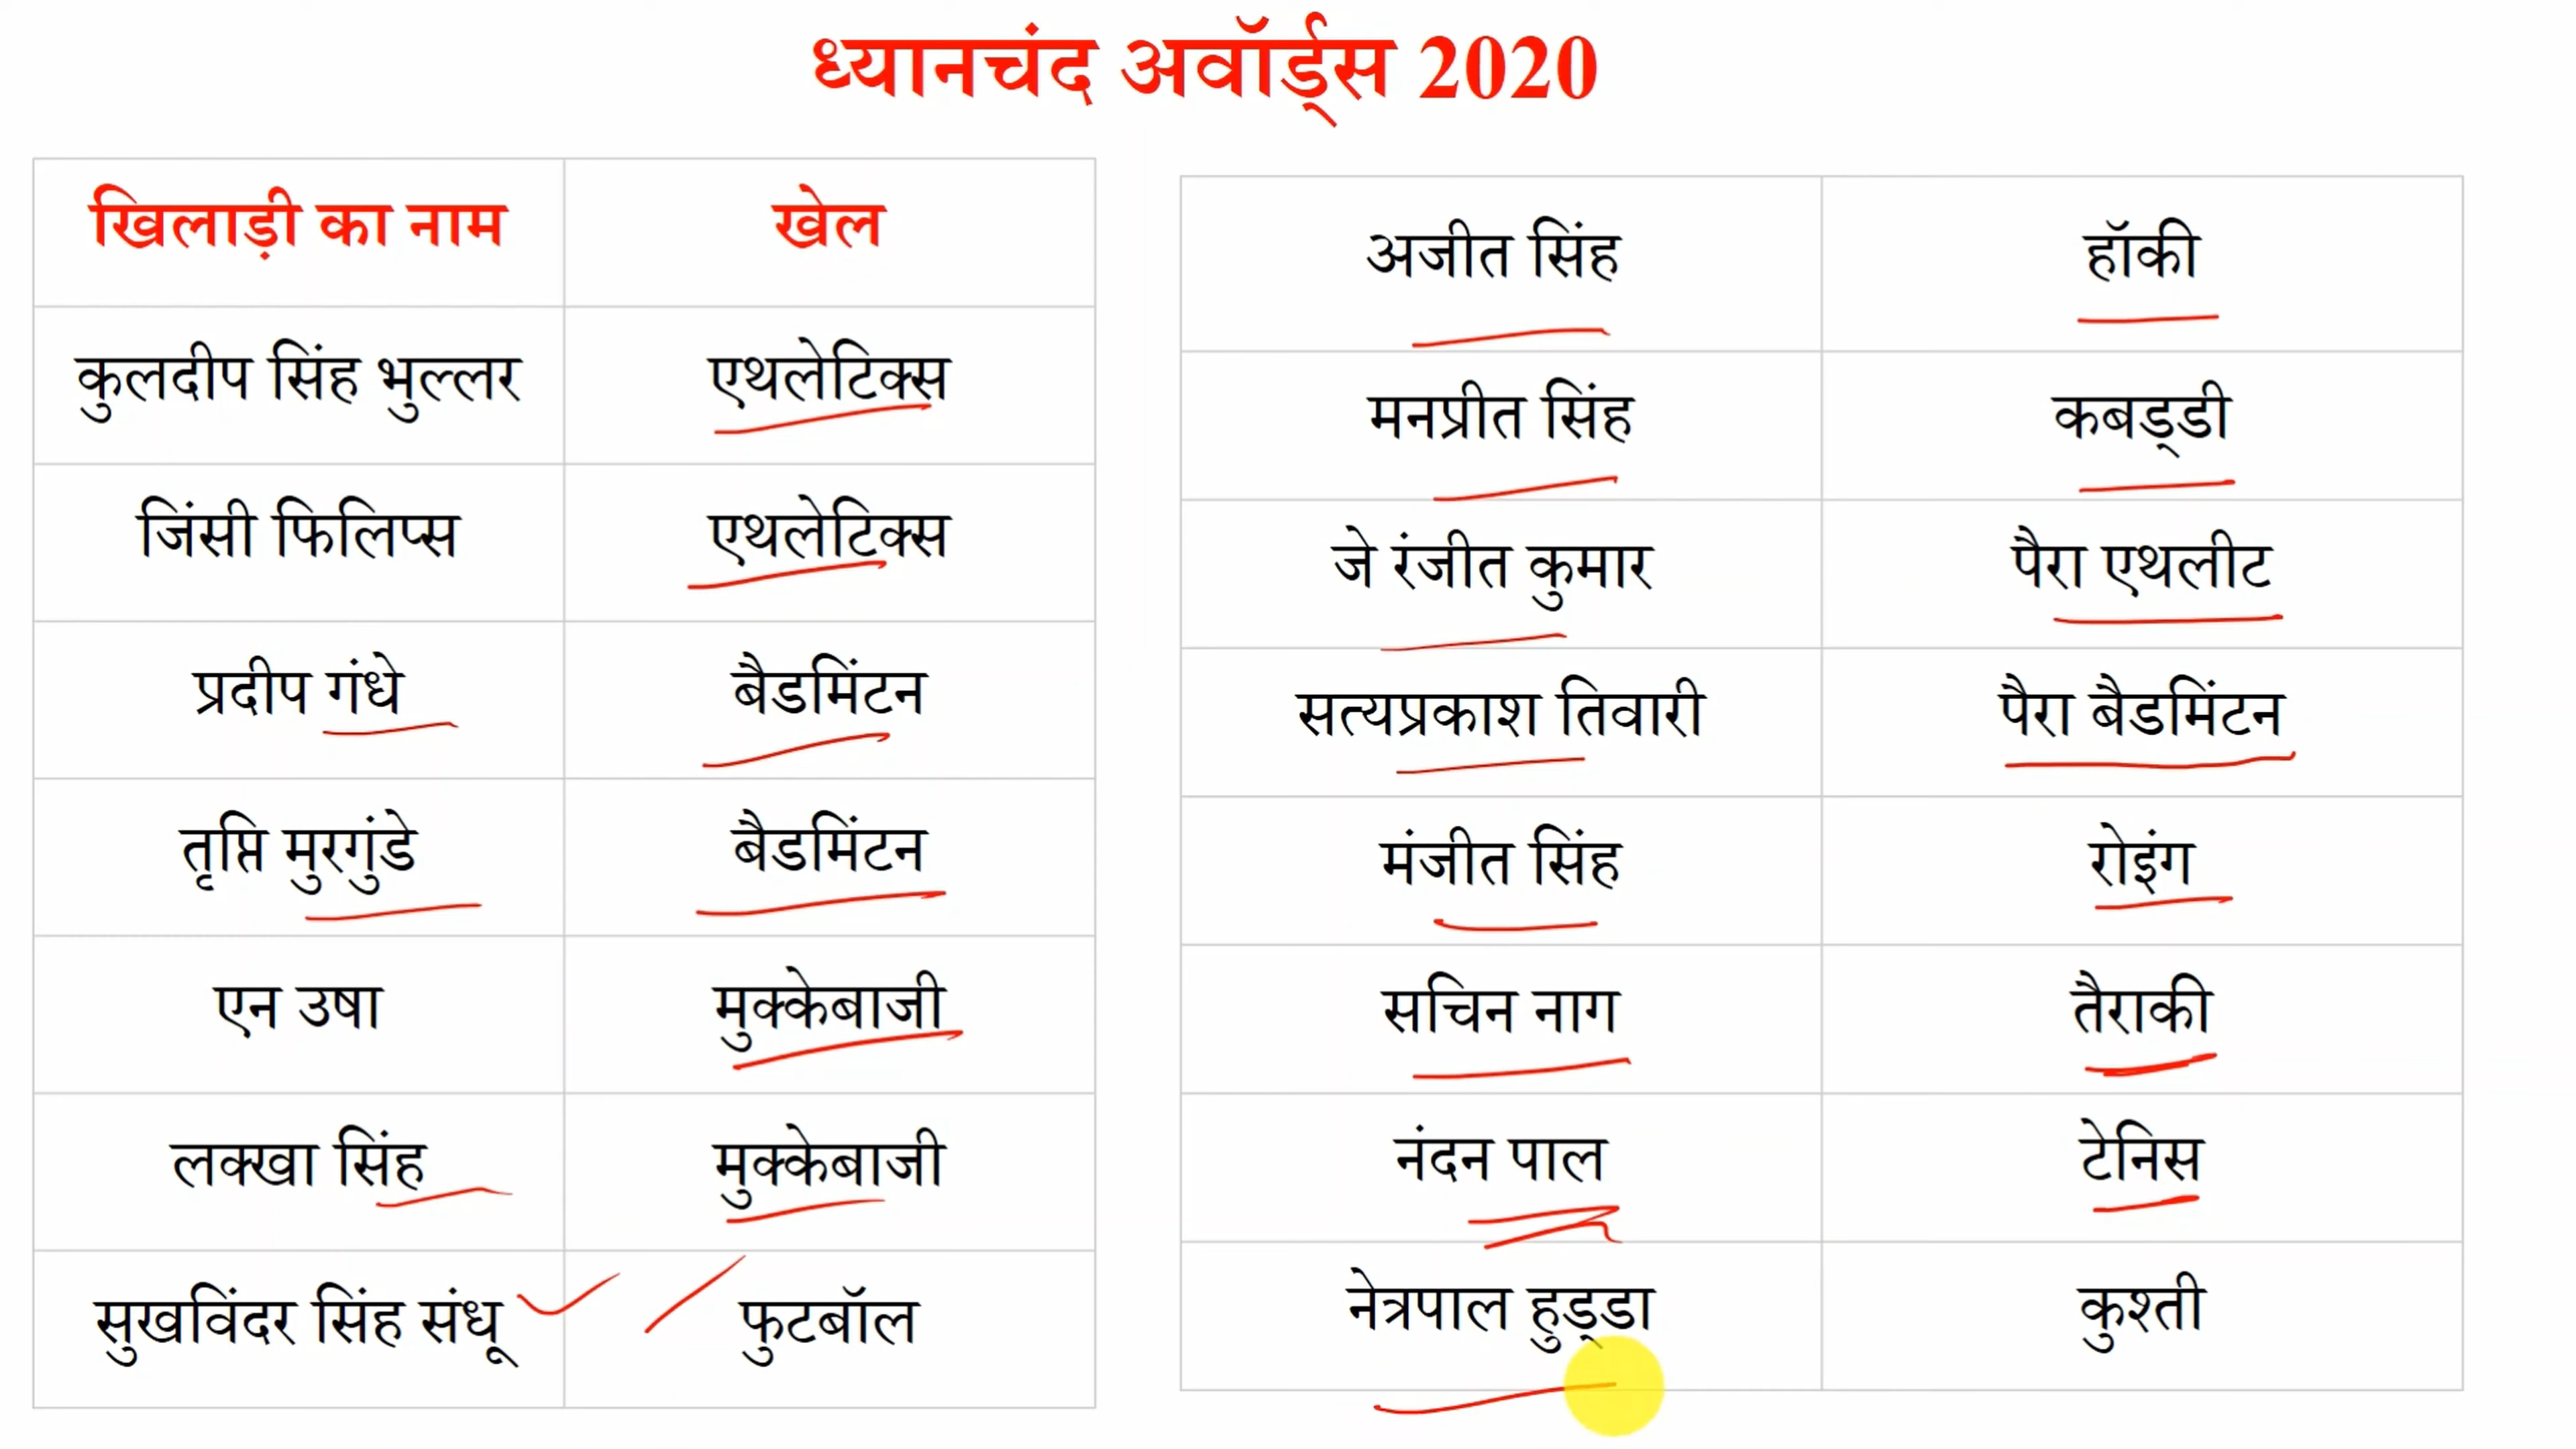 ध्यानचंद अवॉर्ड्स 2020
खिलाड़ी का नाम खेल
कुलदीप सिंह भुल्लर एथलेटिक्स
जिंसी फिलिप्स एथलेटिक्स
प्रदीप गंधे बैडमिंटन
तृप्ति मुरगुंडे बैडमिंटन
एन उषा मुक्केबाजी
लक्खा सिंह मुक्केबाजी
सुखविंदर सिंह संधू फुटबॉल
अजीत सिंह हॉकी
मनप्रीत सिंह कबड्डी
जे रंजीत कुमार पैरा एथलीट
सत्यप्रकाश तिवारी पैरा बैडमिंटन
मंजीत सिंह रोइंग
सचिन नाग तैराकी
नंदन पाल टेनिस
नेत्रपाल हुड्डा कुश्ती